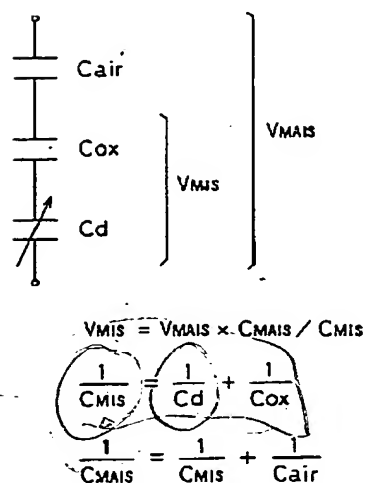 Cair
Cox
Cd
VMIS
VMAIS
VMIS = VMAIS × CMAIS / CMIS
1/CMIS = 1/Cd + 1/Cox
1/CMAIS = 1/CMIS + 1/Cair